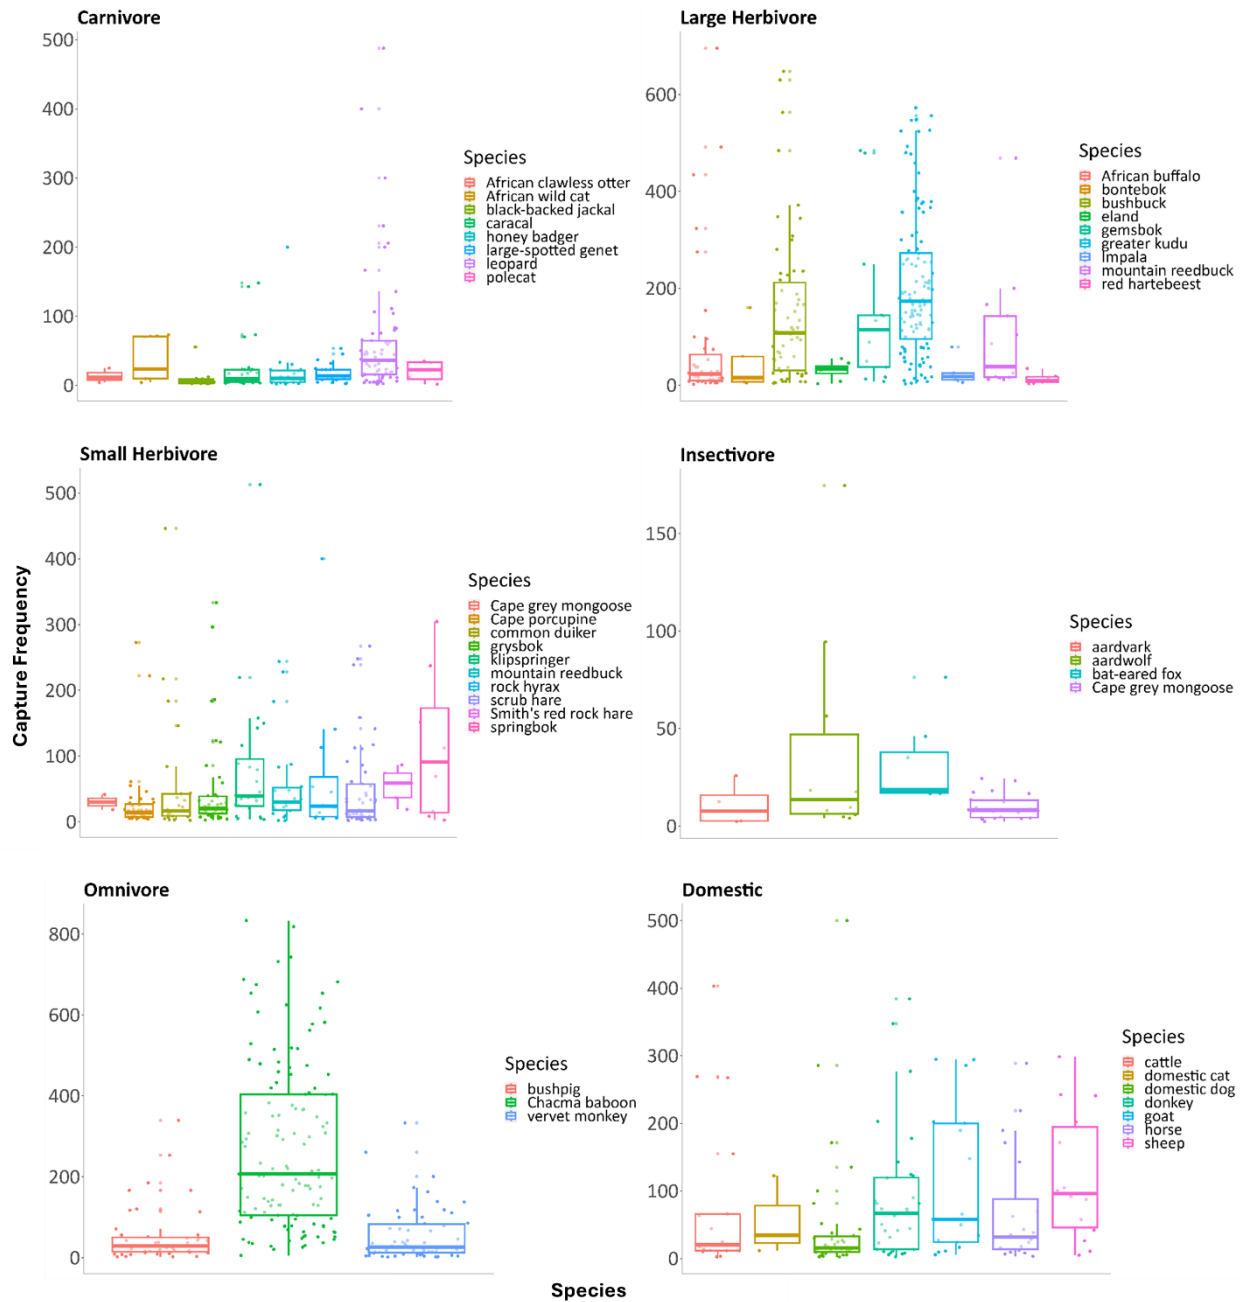 Carnivore
500
400
300
200
100
0
Species
African clawless otter
African wild cat
black-backed jackal
caracal
honey badger
large-spotted genet
leopard
polecat
Large Herbivore
600
400
200
0
Species
African buffalo
bontebok
bushbuck
eland
gemsbok
greater kudu
Impala
mountain reedbuck
red hartebeest
Capture Frequency
Small Herbivore
500
400
300
200
100
0
Species
Cape grey mongoose
Cape porcupine
common duiker
grysbok
klipspringer
mountain reedbuck
rock hyrax
scrub hare
Smith's red rock hare
springbok
Insectivore
150
100
50
0
Species
aardvark
aardwolf
bat-eared fox
Cape grey mongoose
Omnivore
800
600
400
200
0
Species
bushpig
Chacma baboon
vervet monkey
Domestic
500
400
300
200
100
0
Species
cattle
domestic cat
domestic dog
donkey
goat
horse
sheep
Species